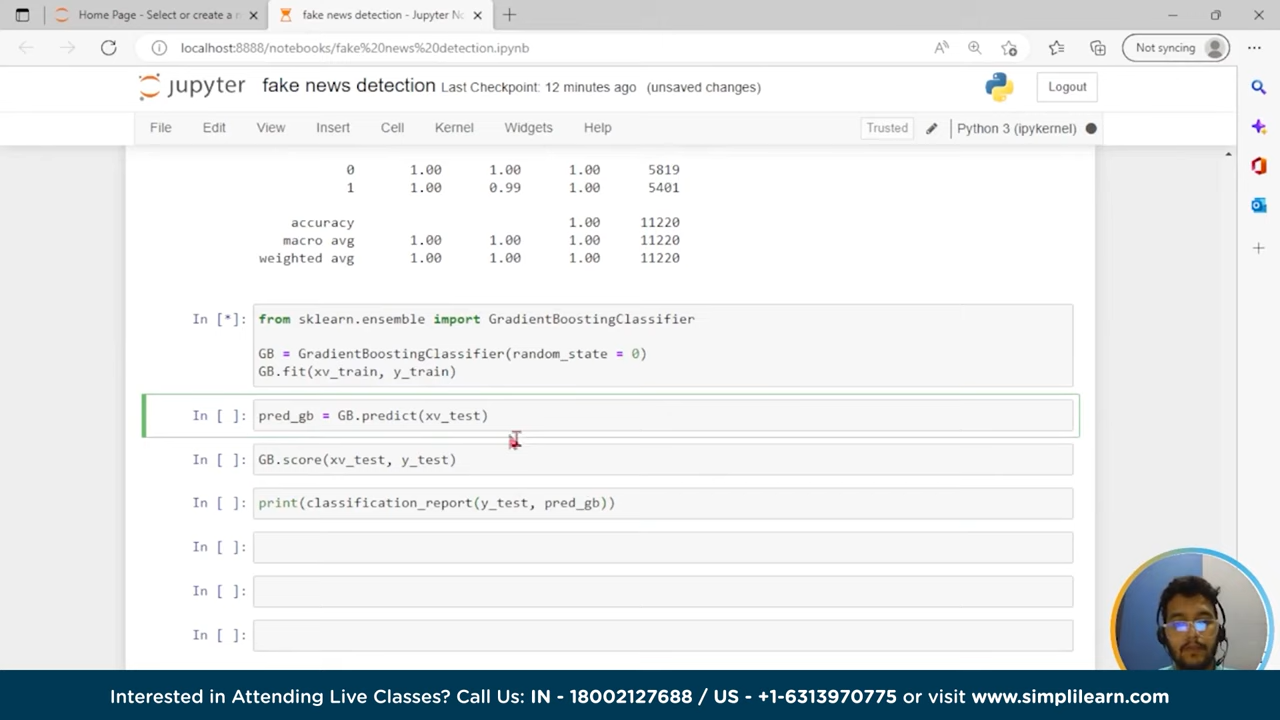 Home Page - Select or create a n
fake news detection - Jupyter No
localhost:8888/notebooks/fake%20news%20detection.ipynb
Not syncing
jupyter fake news detection Last Checkpoint: 12 minutes ago (unsaved changes)
Logout
File Edit View Insert Cell Kernel Widgets Help
Trusted
Python 3 (ipykernel)
0 1.00 1.00 1.00 5819
1 1.00 0.99 1.00 5401
accuracy 1.00 11220
macro avg 1.00 1.00 1.00 11220
weighted avg 1.00 1.00 1.00 11220
In [*]: from sklearn.ensemble import GradientBoostingClassifier
GB = GradientBoostingClassifier(random_state = 0)
GB.fit(xv_train, y_train)
In [ ]: pred_gb = GB.predict(xv_test)
In [ ]: GB.score(xv_test, y_test)
In [ ]: print(classification_report(y_test, pred_gb))
In [ ]:
In [ ]:
In [ ]:
Interested in Attending Live Classes? Call Us: IN - 18002127688 / US - +1-6313970775 or visit www.simplilearn.com